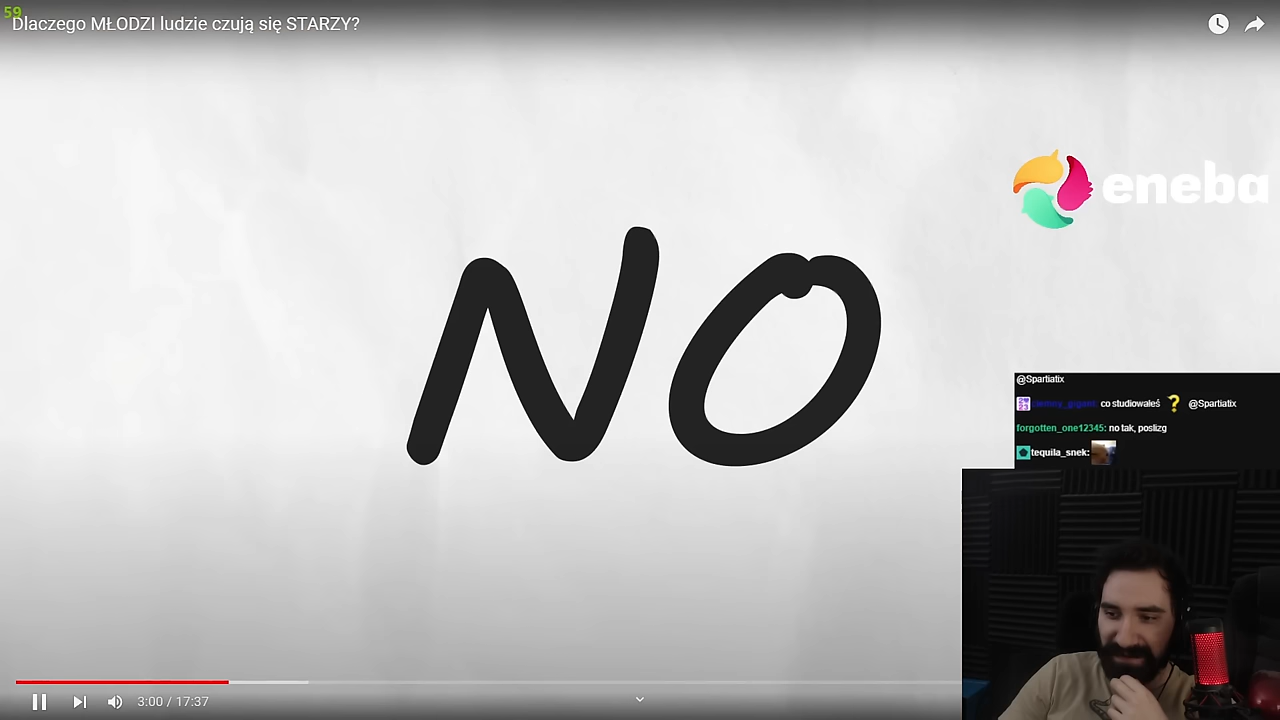 59
Dlaczego MŁODZI ludzie czują się STARZY?
eneba
NO
@Spartiatix
co studiowałeś @Spartiatix
forgotten_one12345: no tak, poslizg
tequila_snek:
3:00 / 17:37